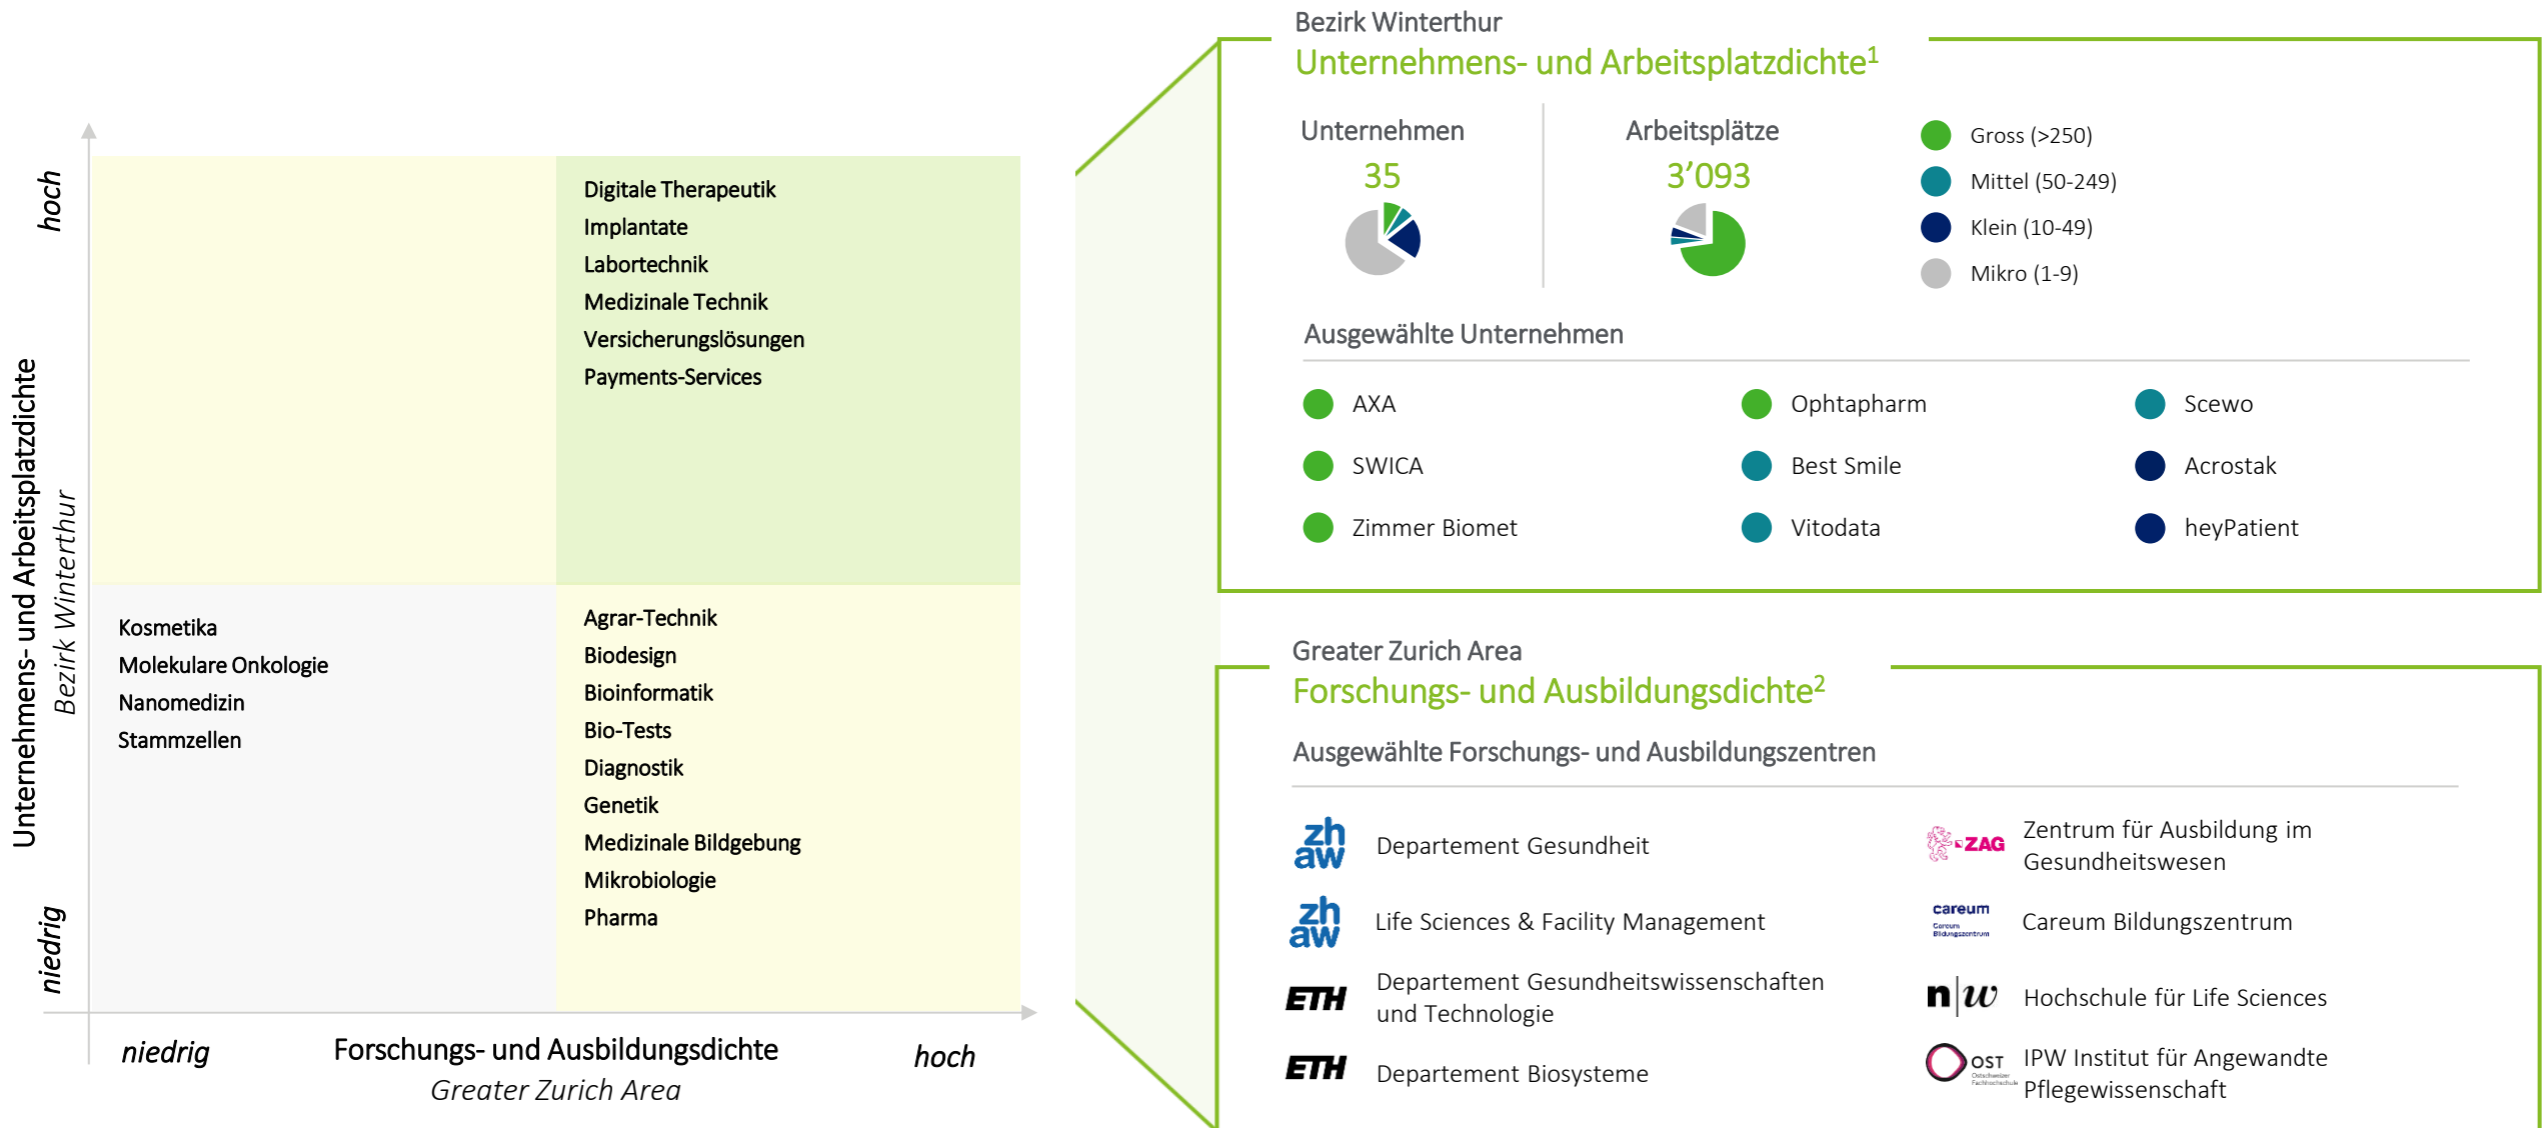 hoch
Unternehmens- und Arbeitsplatzdichte
Bezirk Winterthur
niedrig
Digitale Therapeutik
Implantate
Labortechnik
Medizinale Technik
Versicherungslösungen
Payments-Services
Kosmetika
Molekulare Onkologie
Nanomedizin
Stammzellen
Agrar-Technik
Biodesign
Bioinformatik
Bio-Tests
Diagnostik
Genetik
Medizinale Bildgebung
Mikrobiologie
Pharma
niedrig
Forschungs- und Ausbildungsdichte
hoch
Greater Zurich Area
Bezirk Winterthur
Unternehmens- und Arbeitsplatzdichte¹
Unternehmen
35
Arbeitsplätze
3’093
Gross (>250)
Mittel (50-249)
Klein (10-49)
Mikro (1-9)
Ausgewählte Unternehmen
AXA
SWICA
Zimmer Biomet
Ophtapharm
Best Smile
Vitodata
Scewo
Acrostak
heyPatient
Greater Zurich Area
Forschungs- und Ausbildungsdichte²
Ausgewählte Forschungs- und Ausbildungszentren
zh
aw
Departement Gesundheit
zh
aw
Life Sciences & Facility Management
ETH
Departement Gesundheitswissenschaften
und Technologie
ETH
Departement Biosysteme
ZAG
Zentrum für Ausbildung im
Gesundheitswesen
careum
Careum
Bildungszentrum
Careum Bildungszentrum
n|w
Hochschule für Life Sciences
OST
Ostschweizer
Fachhochschule
IPW Institut für Angewandte
Pflegewissenschaft